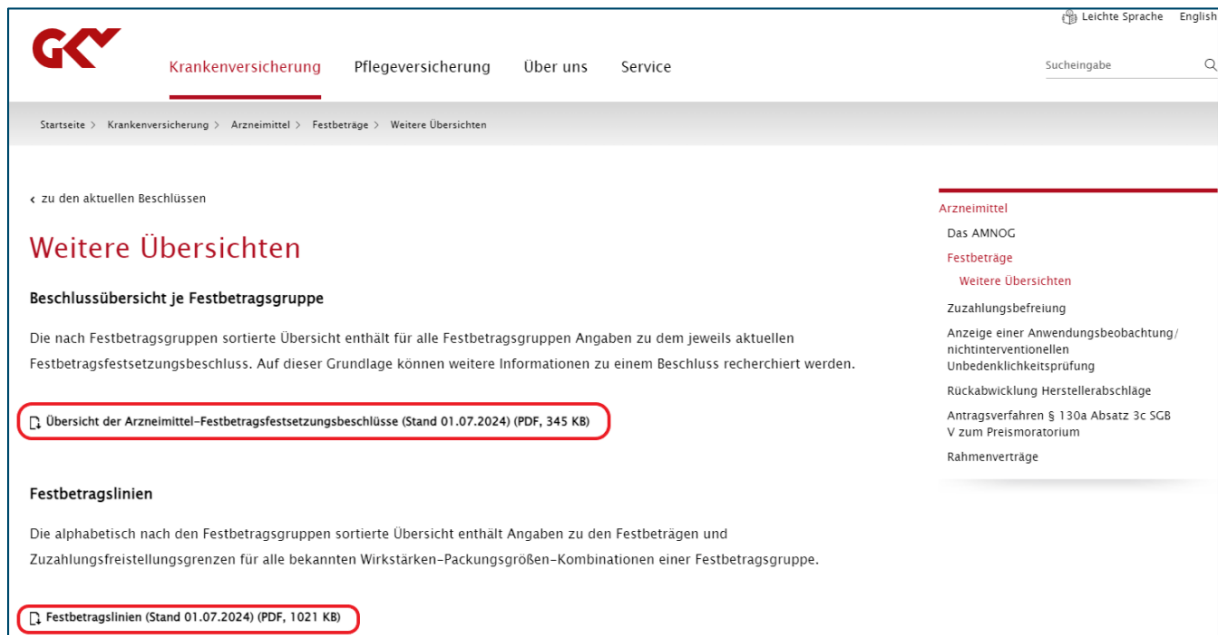 Leichte Sprache English
GKV
Krankenversicherung Pflegeversicherung Über uns Service
Sucheingabe
Startseite > Krankenversicherung > Arzneimittel > Festbeträge > Weitere Übersichten
‹ zu den aktuellen Beschlüssen
Weitere Übersichten
Beschlussübersicht je Festbetragsgruppe
Die nach Festbetragsgruppen sortierte Übersicht enthält für alle Festbetragsgruppen Angaben zu dem jeweils aktuellen
Festbetragsfestsetzungsbeschluss. Auf dieser Grundlage können weitere Informationen zu einem Beschluss recherchiert werden.
Übersicht der Arzneimittel-Festbetragsfestsetzungsbeschlüsse (Stand 01.07.2024) (PDF, 345 KB)
Festbetragslinien
Die alphabetisch nach den Festbetragsgruppen sortierte Übersicht enthält Angaben zu den Festbeträgen und
Zuzahlungsfreistellungsgrenzen für alle bekannten Wirkstärken-Packungsgrößen-Kombinationen einer Festbetragsgruppe.
Festbetragslinien (Stand 01.07.2024) (PDF, 1021 KB)
Arzneimittel
Das AMNOG
Festbeträge
Weitere Übersichten
Zuzahlungsbefreiung
Anzeige einer Anwendungsbeobachtung/
nichtinterventionellen
Unbedenklichkeitsprüfung
Rückabwicklung Herstellerabschläge
Antragsverfahren § 130a Absatz 3c SGB
V zum Preismoratorium
Rahmenverträge